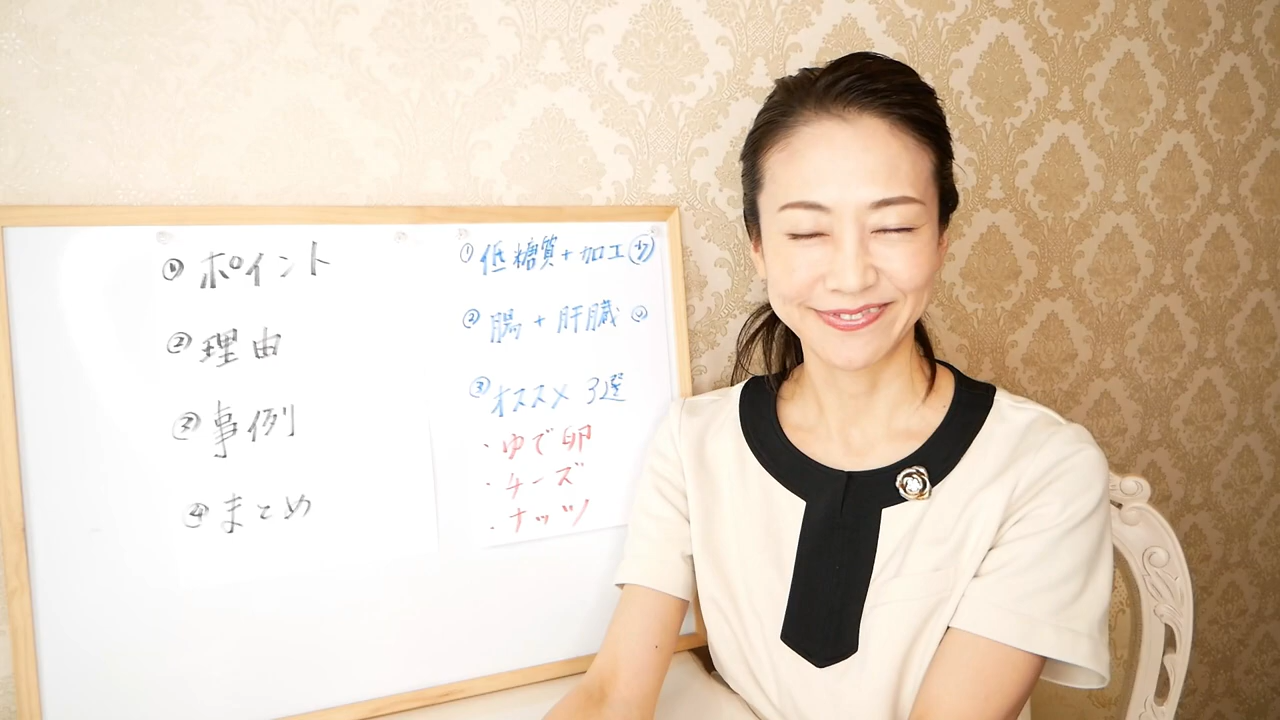 ① ポイント
② 理由
③ 事例
④ まとめ
① 低糖質+加工少
② 腸+肝臓
③ オススメ 3選
・ゆで卵
・チーズ
・ナッツ